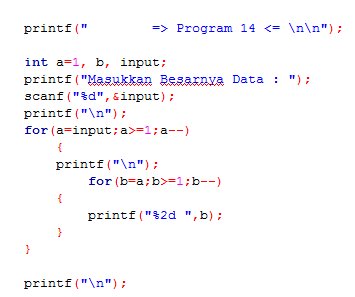 printf("          => Program 14 <= \n\n");

int a=1, b, input;
printf("Masukkan Besarnya Data : ");
scanf("%d",&input);
printf("\n");
for(a=input;a>=1;a--)
    {
    printf("\n");
        for(b=a;b>=1;b--)
    {
        printf("%2d ",b);
    }
}

printf("\n");